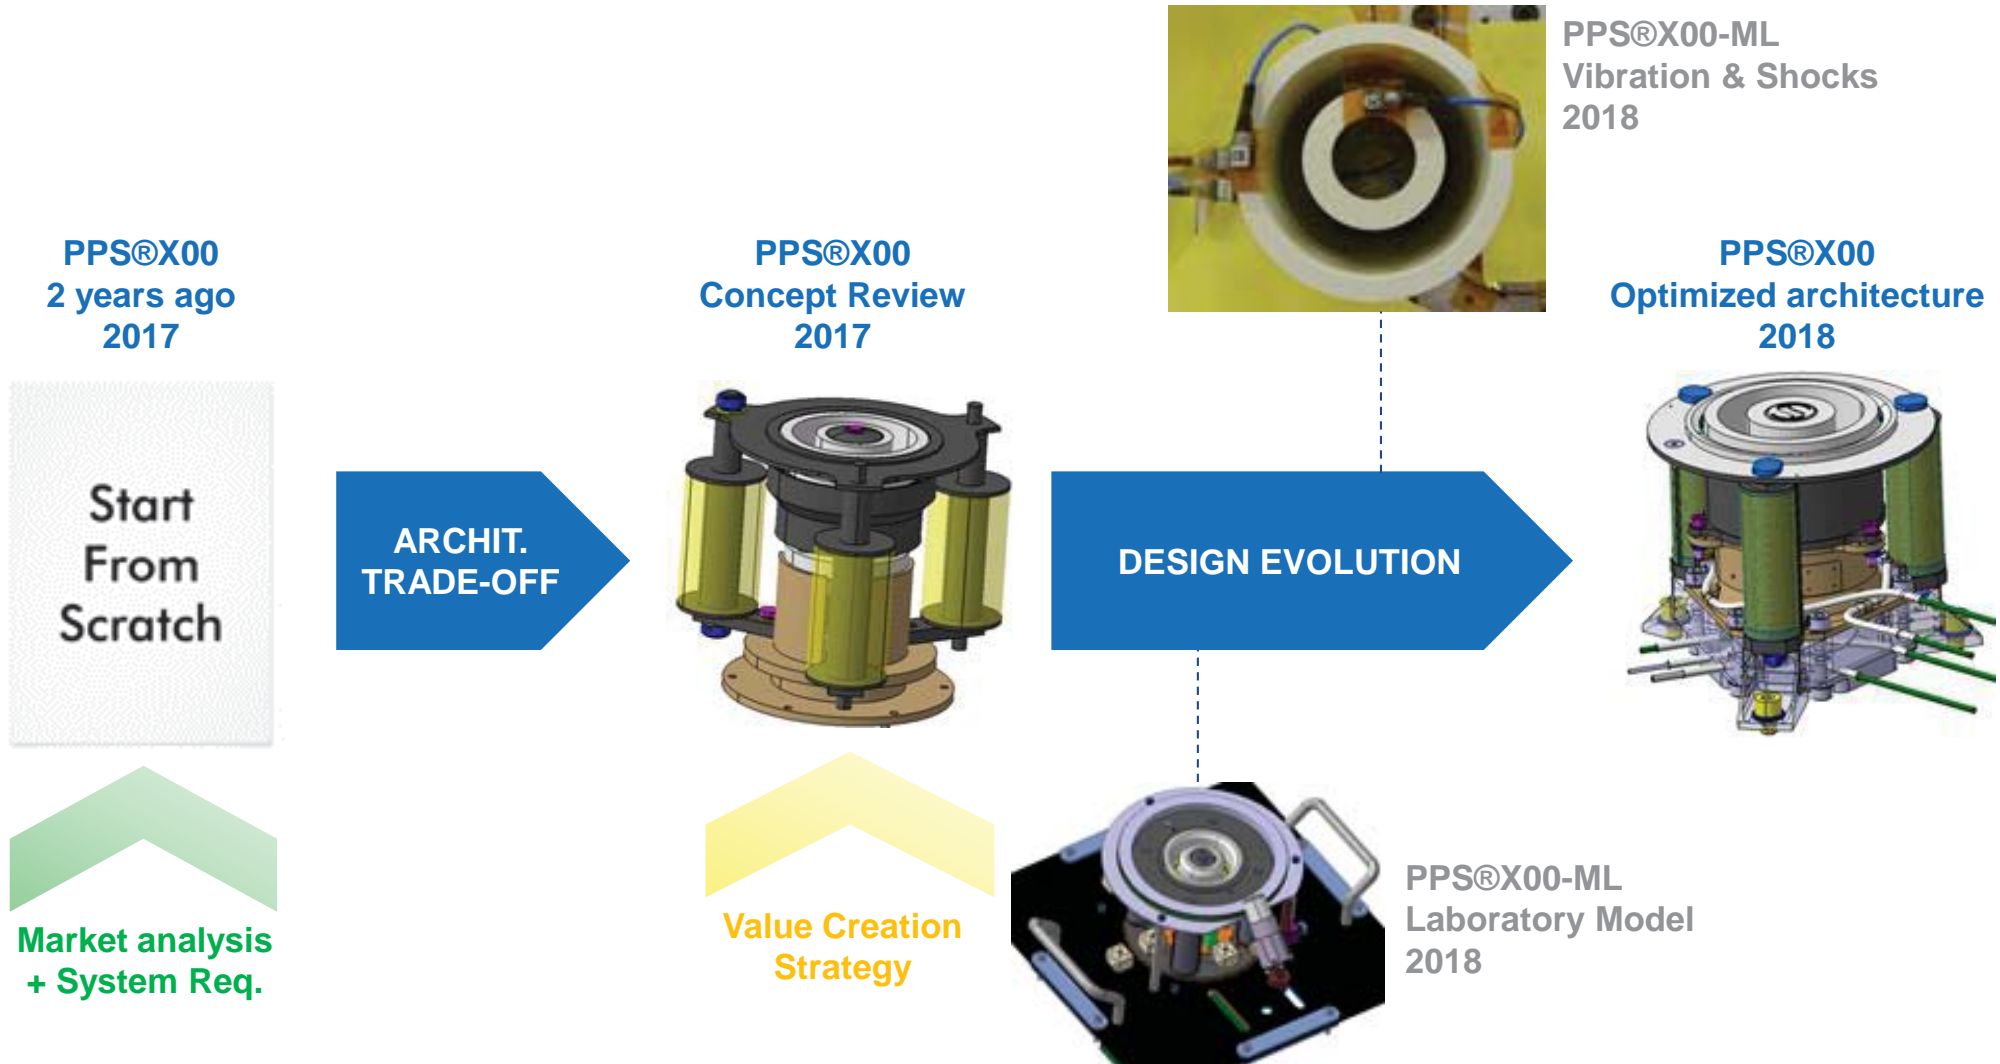 PPS®X00-ML
Vibration & Shocks
2018
PPS®X00
2 years ago
2017
PPS®X00
Concept Review
2017
PPS®X00
Optimized architecture
2018
Start
From
Scratch
ARCHIT.
TRADE-OFF
DESIGN EVOLUTION
Market analysis
+ System Req.
Value Creation
Strategy
PPS®X00-ML
Laboratory Model
2018